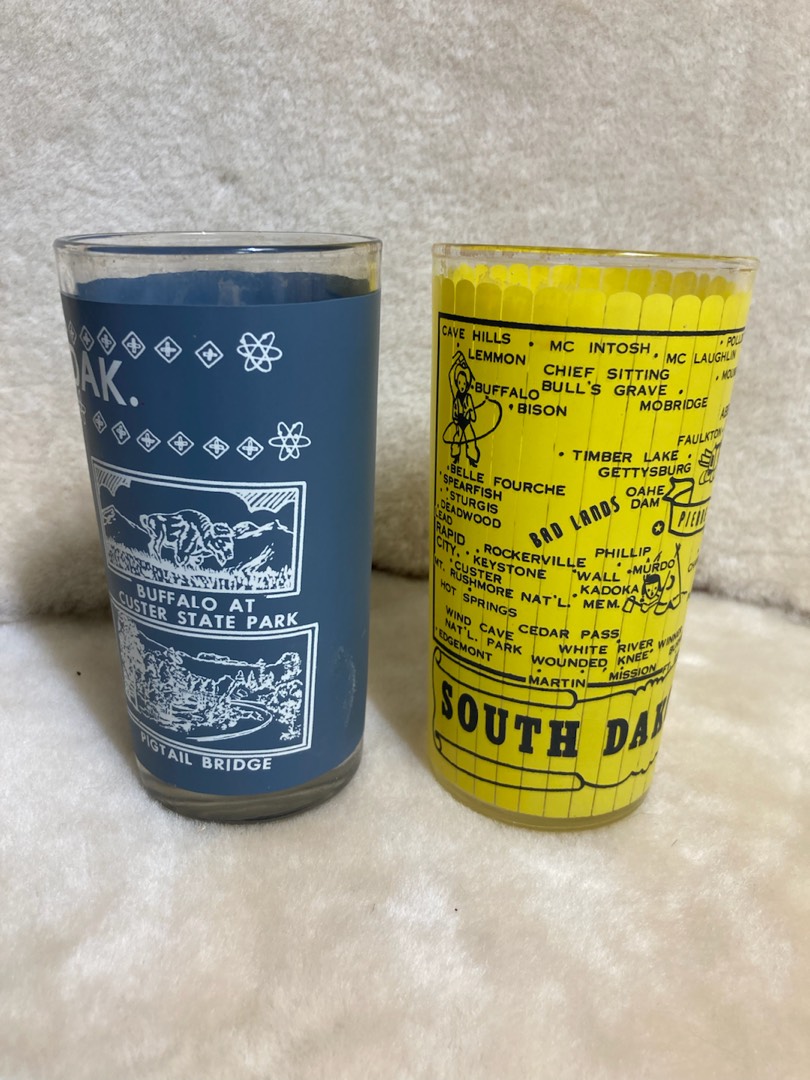 DAK.
BUFFALO AT
CUSTER STATE PARK
PIGTAIL BRIDGE
CAVE HILLS
MC INTOSH
LEMMON
MC LAUGHLIN
CHIEF SITTING
BULL'S GRAVE
BUFFALO
BISON
MOBRIDGE
FAULKTON
TIMBER LAKE
GETTYSBURG
BELLE FOURCHE
SPEARFISH
STURGIS
DEADWOOD
LEAD
BAD LANDS
OAHE
DAM
PIERRE
RAPID
CITY
ROCKERVILLE
PHILLIP
KEYSTONE
WALL
MURDO
MT.
CUSTER
KADOKA
RUSHMORE NAT'L. MEM.
HOT SPRINGS
WIND CAVE
NAT'L. PARK
CEDAR PASS
WHITE RIVER
EDGEMONT
WOUNDED KNEE
MARTIN
MISSION
SOUTH DAK